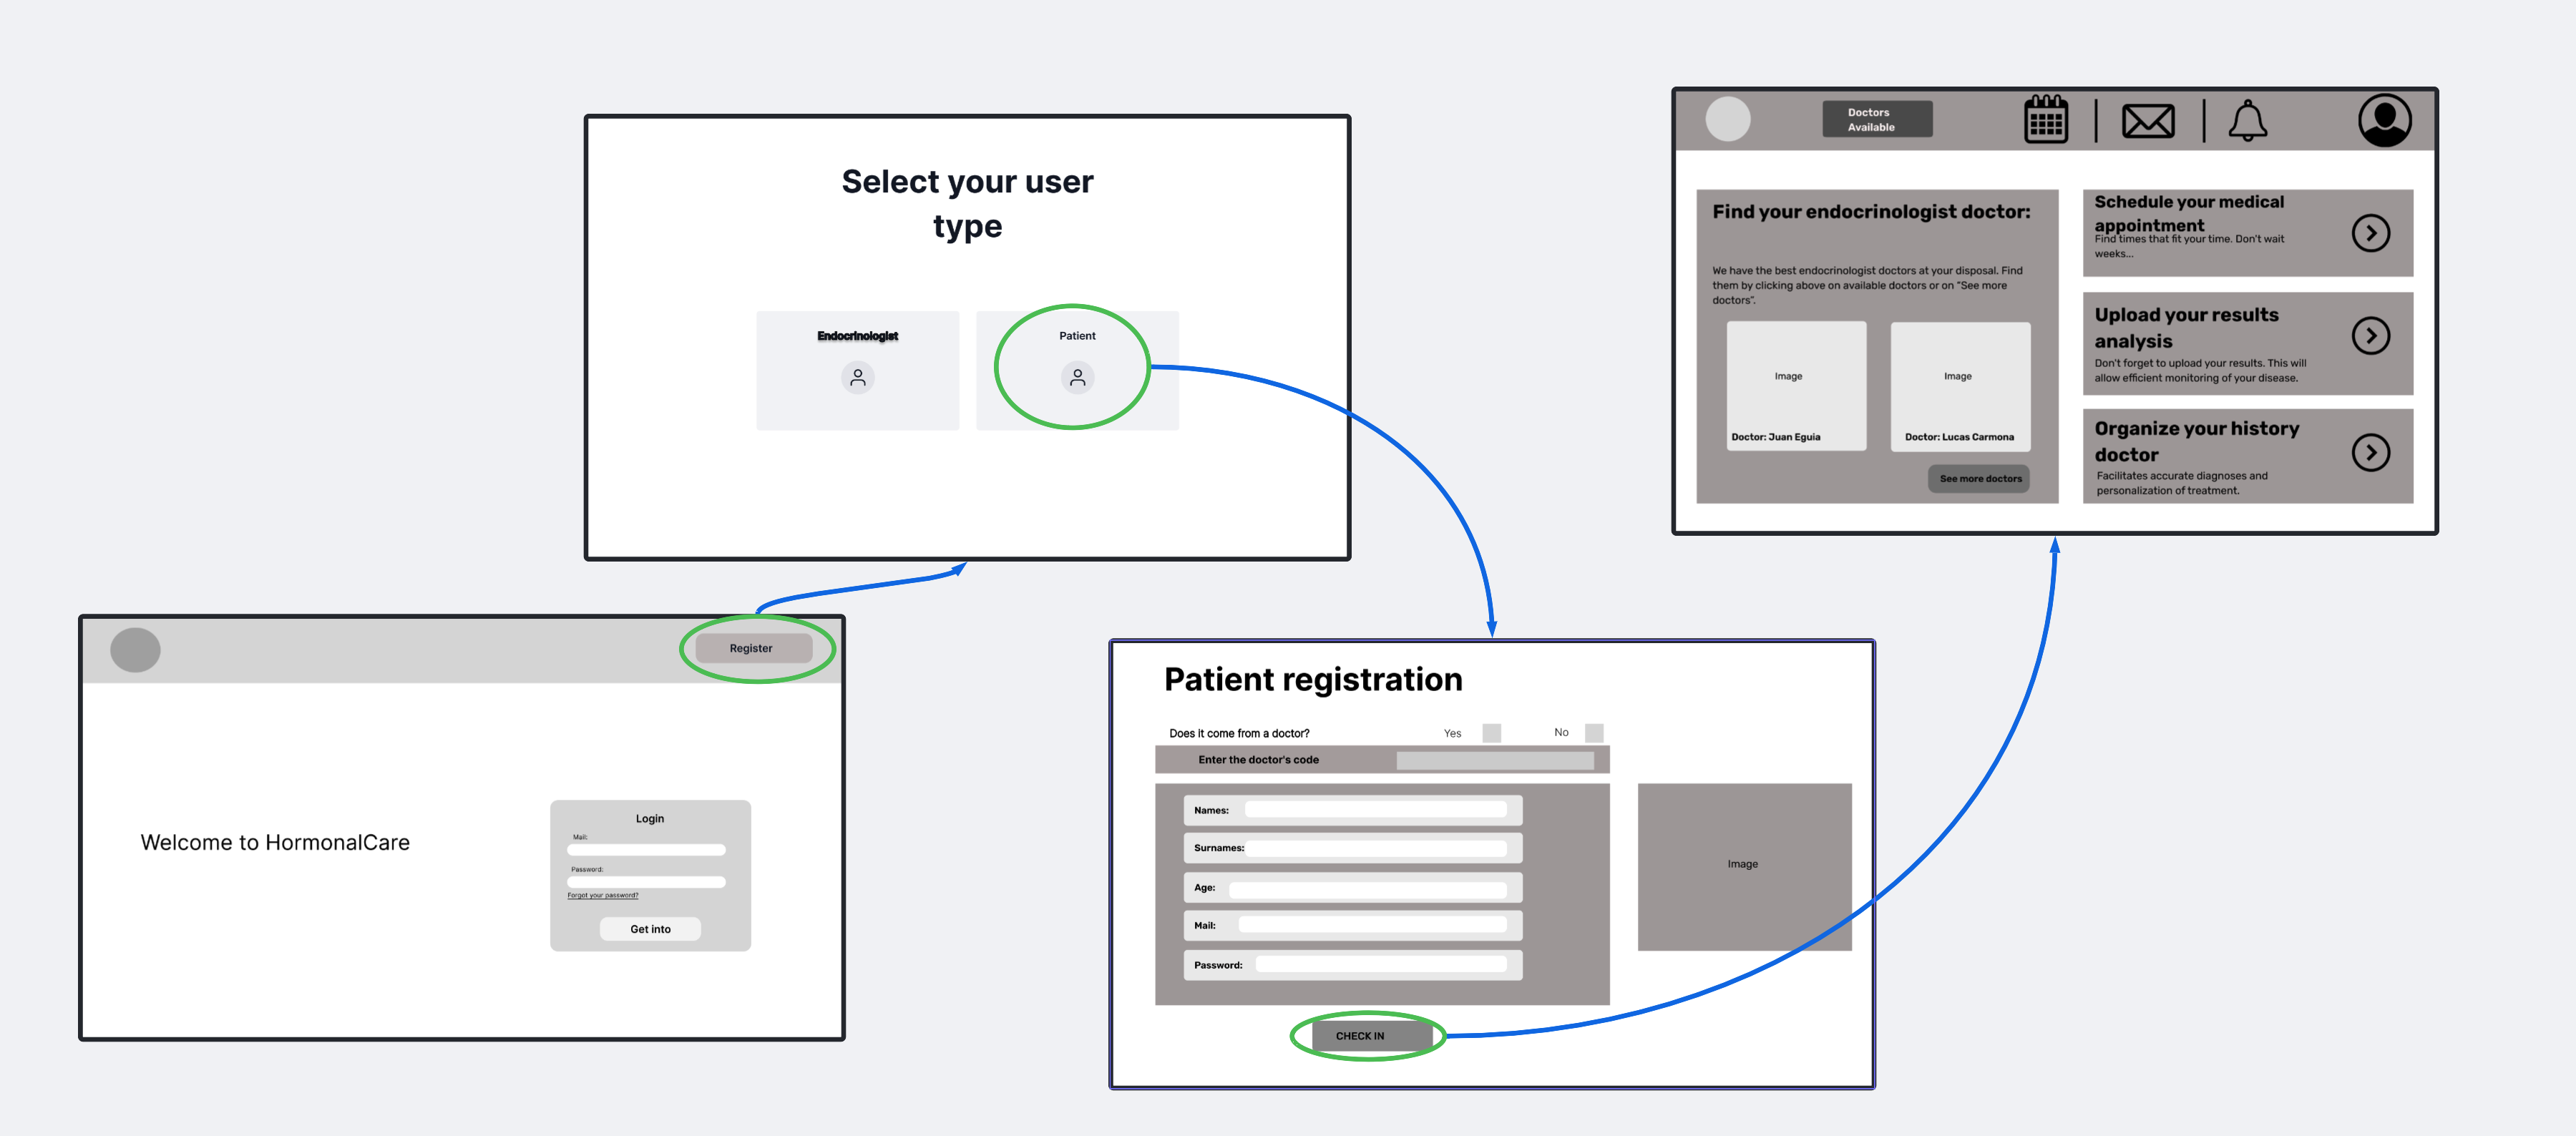 Select your user
type
Endocrinologist
Patient
Register
Welcome to HormonalCare
Login
Mail:
Password:
Forgot your password?
Get into
Patient registration
Does it come from a doctor?
Yes
No
Enter the doctor's code
Names:
Surnames:
Age:
Mail:
Password:
Image
CHECK IN
Doctors
Available
Find your endocrinologist doctor:
We have the best endocrinologist doctors at your disposal. Find
them by clicking above on available doctors or on "See more
doctors".
Image
Doctor: Juan Eguia
Image
Doctor: Lucas Carmona
See more doctors
Schedule your medical
appointment
Find times that fit your time. Don't wait
weeks...
Upload your results
analysis
Don't forget to upload your results. This will
allow efficient monitoring of your disease.
Organize your history
doctor
Facilitates accurate diagnoses and
personalization of treatment.